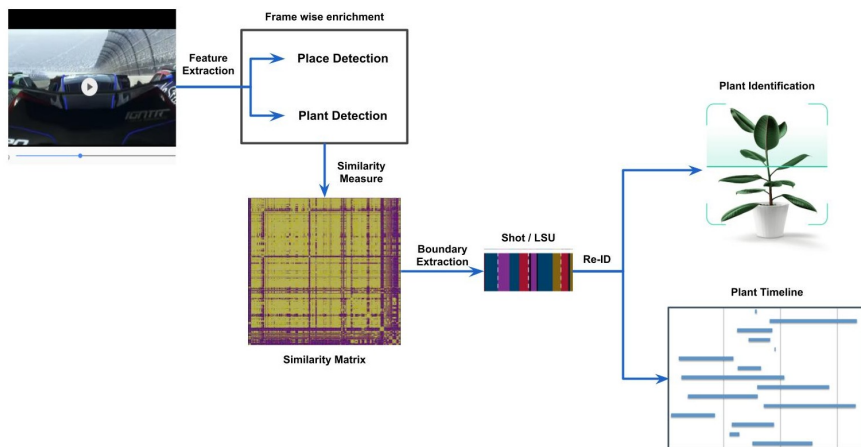 Frame wise enrichment
Feature
Extraction
Place Detection
Plant Detection
Plant Identification
Similarity
Measure
Boundary
Extraction
Shot / LSU
Re-ID
Similarity Matrix
Plant Timeline